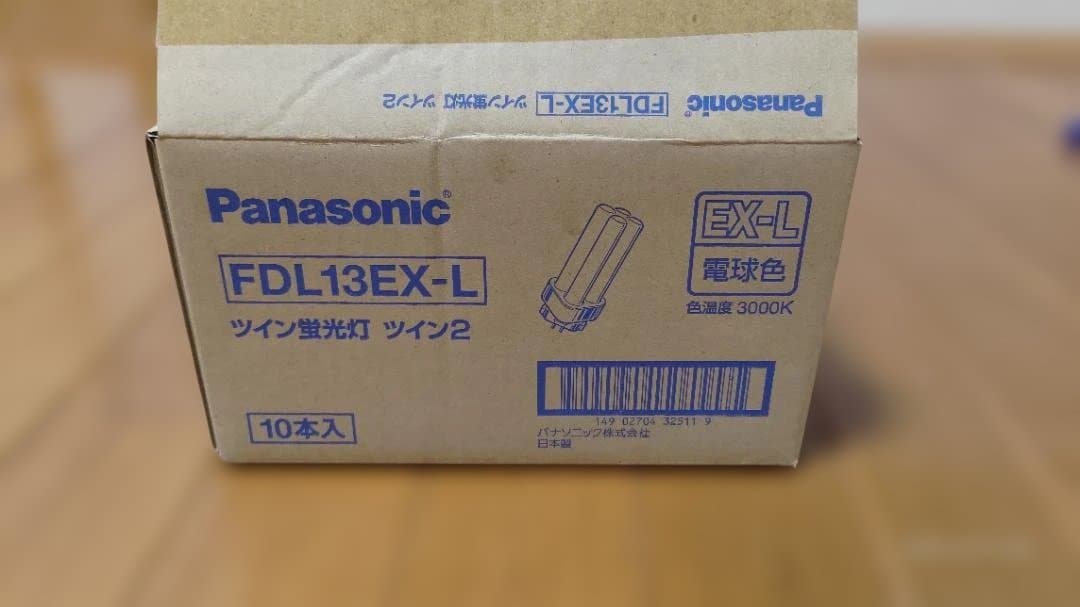 Panasonic FDL13EX-L ツイン蛍光灯 ツイン2
Panasonic®
FDL13EX-L
ツイン蛍光灯 ツイン2
EX-L
電球色
色温度 3000K
10本入
149 02704 32511 9
パナソニック株式会社
日本製